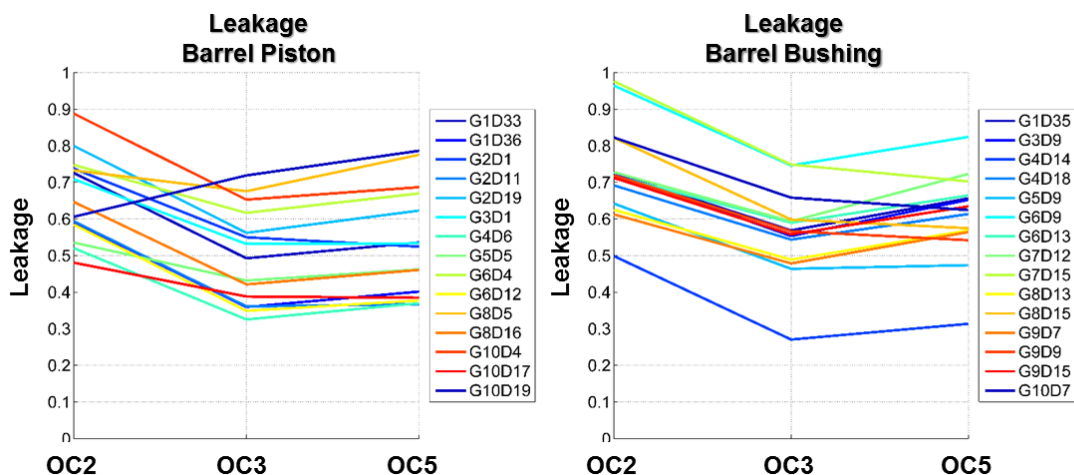 Leakage
Barrel Piston
Leakage
1
0.9
0.8
0.7
0.6
0.5
0.4
0.3
0.2
0.1
0
OC2 OC3 OC5
G1D33
G1D36
G2D1
G2D11
G2D19
G3D1
G4D6
G5D5
G6D4
G6D12
G8D5
G8D16
G10D4
G10D17
G10D19
Leakage
Barrel Bushing
Leakage
1
0.9
0.8
0.7
0.6
0.5
0.4
0.3
0.2
0.1
0
OC2 OC3 OC5
G1D35
G3D9
G4D14
G4D18
G5D9
G6D9
G6D13
G7D12
G7D15
G8D13
G8D15
G9D7
G9D9
G9D15
G10D7